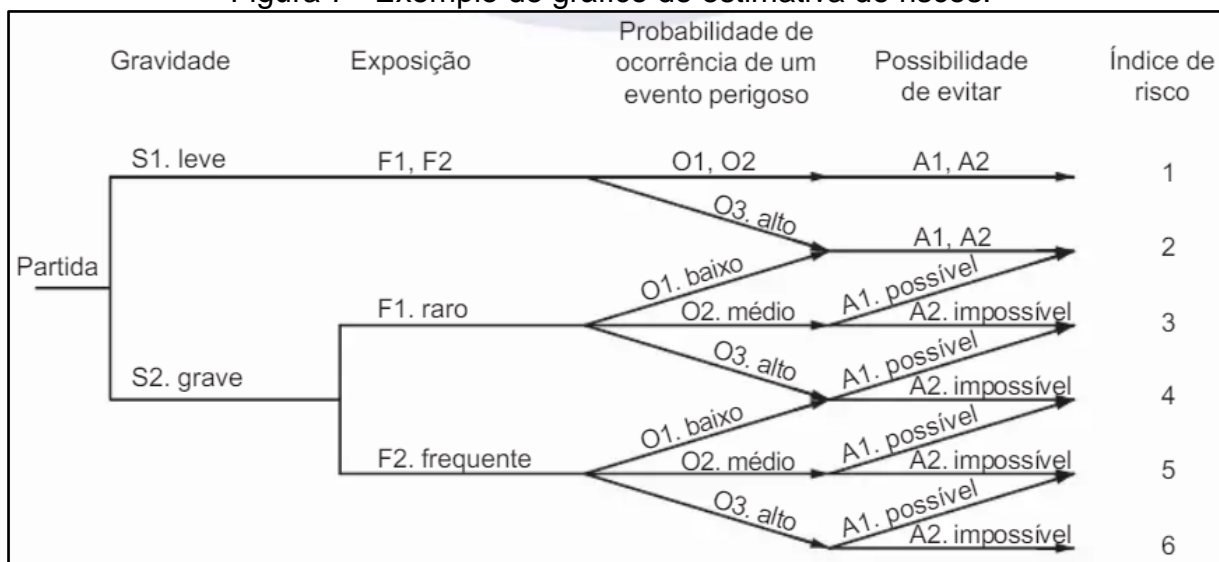 Exemplo de gráfico de estimativa de riscos.
Gravidade
Exposição
Probabilidade de
ocorrência de um
evento perigoso
Possibilidade
de evitar
Índice de
risco
S1. leve
F1, F2
O1, O2
A1, A2
1
O3. alto
A1, A2
2
Partida
O1. baixo
A1. possível
F1. raro
O2. médio
A2. impossível
3
O3. alto
A1. possível
S2. grave
A2. impossível
4
O1. baixo
A1. possível
F2. frequente
O2. médio
A2. impossível
5
O3. alto
A1. possível
A2. impossível
6